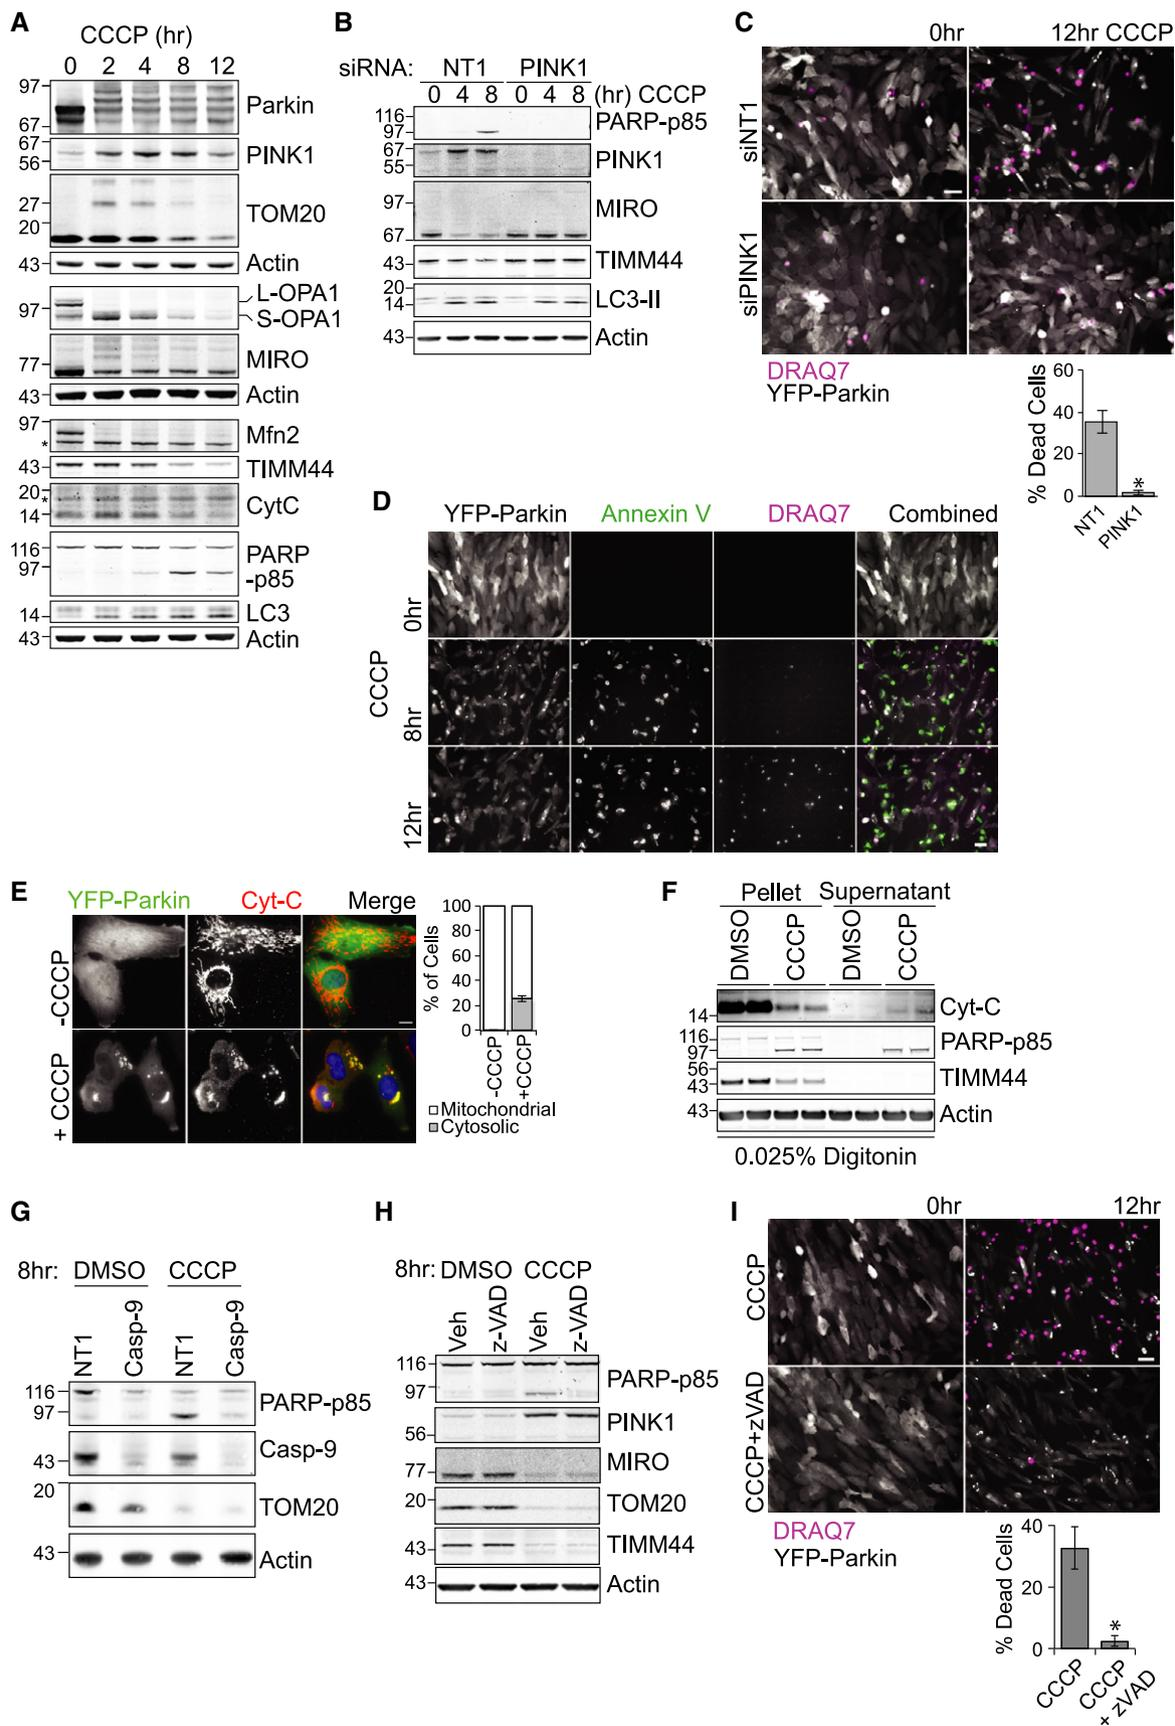 A
CCCP (hr)
0 2 4 8 12
97
67
Parkin
67
56
PINK1
27
20
TOM20
43
Actin
97
L-OPA1
S-OPA1
77
MIRO
43
Actin
97
*
Mfn2
43
TIMM44
20
*
14
CytC
116
97
PARP
-p85
14
LC3
43
Actin
B
siRNA: NT1 PINK1
0 4 8 0 4 8 (hr) CCCP
116
97
PARP-p85
67
55
PINK1
97
67
MIRO
43
TIMM44
20
14
LC3-II
43
Actin
C
0hr 12hr CCCP
siNT1
siPINK1
DRAQ7
YFP-Parkin
% Dead Cells
60
40
20
0
*
NT1
PINK1
D
YFP-Parkin Annexin V DRAQ7 Combined
CCCP
0hr
8hr
12hr
E
YFP-Parkin Cyt-C Merge
-CCCP
+ CCCP
% of Cells
100
80
60
40
20
0
-CCCP
+CCCP
Mitochondrial
Cytosolic
F
Pellet Supernatant
DMSO CCCP DMSO CCCP
14
Cyt-C
116
97
PARP-p85
56
43
TIMM44
43
Actin
0.025% Digitonin
G
8hr: DMSO CCCP
NT1 Casp-9 NT1 Casp-9
116
97
PARP-p85
43
Casp-9
20
TOM20
43
Actin
H
8hr: DMSO CCCP
Veh z-VAD Veh z-VAD
116
97
PARP-p85
56
PINK1
77
MIRO
20
TOM20
43
TIMM44
43
Actin
I
0hr 12hr
CCCP
CCCP+zVAD
DRAQ7
YFP-Parkin
% Dead Cells
40
20
0
*
CCCP
CCCP
+ zVAD